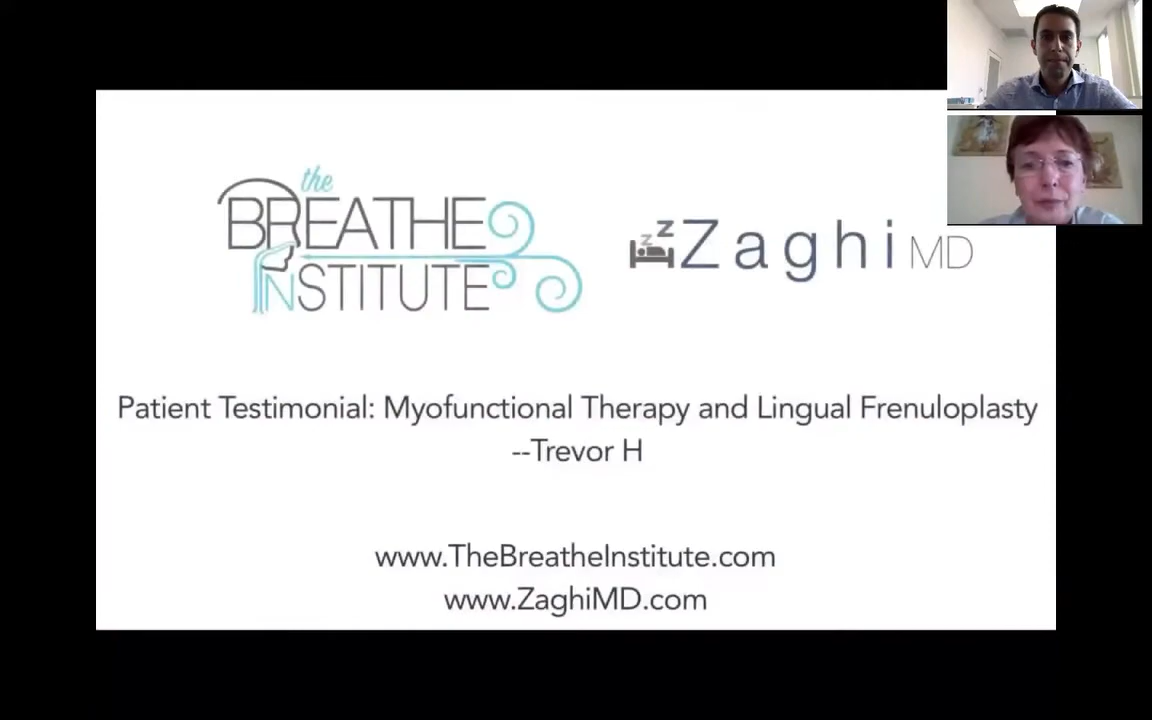 the
BREATHE
INSTITUTE
zz Zaghi MD
Patient Testimonial: Myofunctional Therapy and Lingual Frenuloplasty
--Trevor H
www.TheBreatheInstitute.com
www.ZaghiMD.com